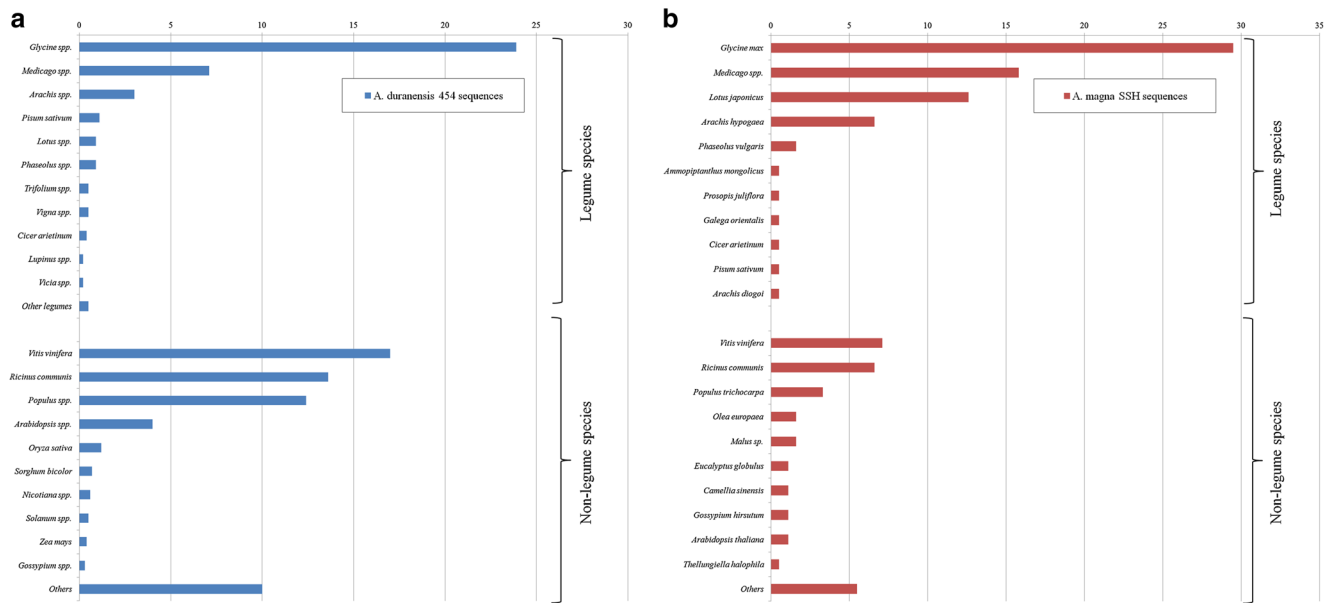 a
0 5 10 15 20 25 30
Glycine spp.
Medicago spp.
Arachis spp.
Pisum sativum
Lotus spp.
Phaseolus spp.
Trifolium spp.
Vigna spp.
Cicer arietinum
Lupinus spp.
Vicia spp.
Other legumes
Vitis vinifera
Ricinus communis
Populus spp.
Arabidopsis spp.
Oryza sativa
Sorghum bicolor
Nicotiana spp.
Solanum spp.
Zea mays
Gossypium spp.
Others
A. duranensis 454 sequences
Legume species
Non-legume species
b
0 5 10 15 20 25 30 35
Glycine max
Medicago spp.
Lotus japonicus
Arachis hypogaea
Phaseolus vulgaris
Ammopiptanthus mongolicus
Prosopis juliflora
Galega orientalis
Cicer arietinum
Pisum sativum
Arachis diogoi
Vitis vinifera
Ricinus communis
Populus trichocarpa
Olea europaea
Malus sp.
Eucalyptus globulus
Camellia sinensis
Gossypium hirsutum
Arabidopsis thaliana
Thellungiella halophila
Others
A. magna SSH sequences
Legume species
Non-legume species